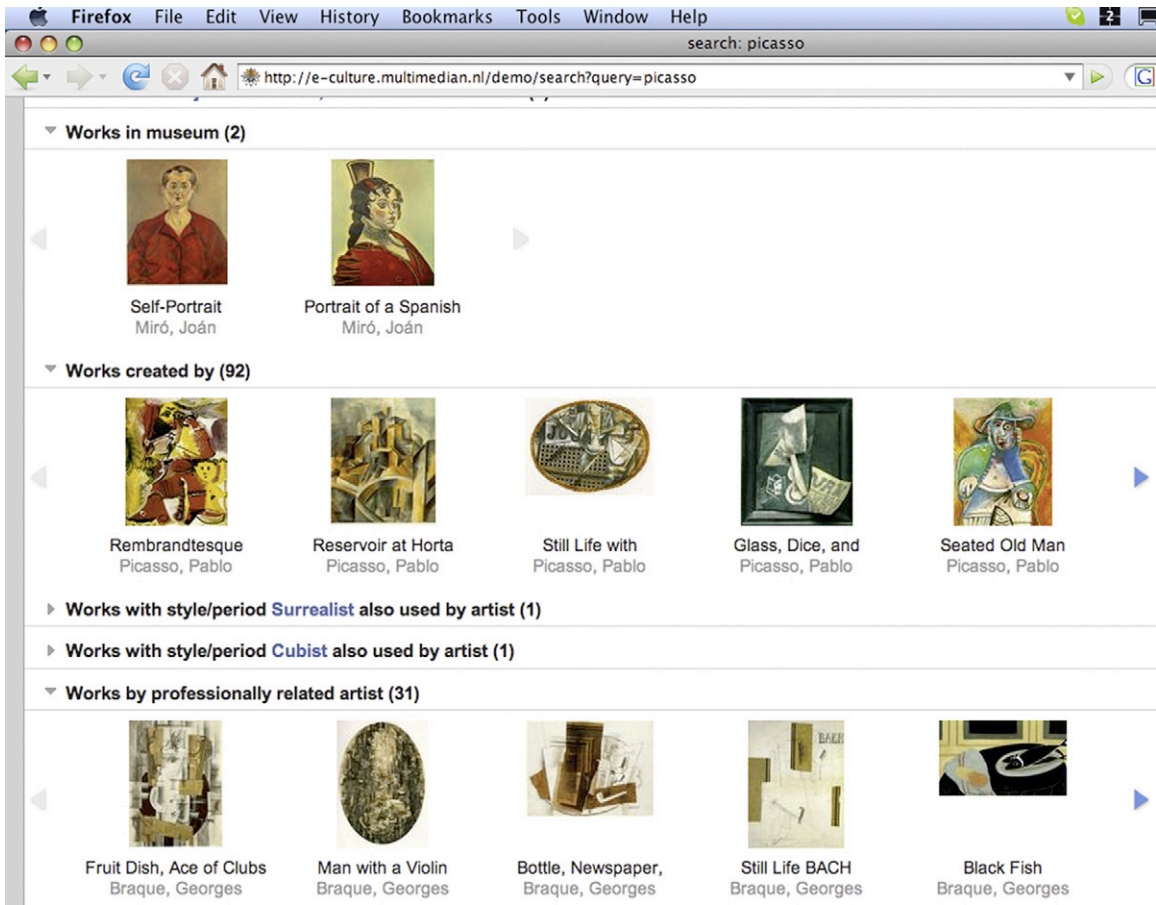 Firefox File Edit View History Bookmarks Tools Window Help
2
search: picasso
http://e-culture.multimedian.nl/demo/search?query=picasso
G
Works in museum (2)
Self-Portrait
Miró, Joán
Portrait of a Spanish
Miró, Joán
Works created by (92)
Rembrandtesque
Picasso, Pablo
Reservoir at Horta
Picasso, Pablo
Still Life with
Picasso, Pablo
Glass, Dice, and
Picasso, Pablo
Seated Old Man
Picasso, Pablo
Works with style/period Surrealist also used by artist (1)
Works with style/period Cubist also used by artist (1)
Works by professionally related artist (31)
BACH
Fruit Dish, Ace of Clubs
Braque, Georges
Man with a Violin
Braque, Georges
Bottle, Newspaper,
Braque, Georges
Still Life BACH
Braque, Georges
Black Fish
Braque, Georges